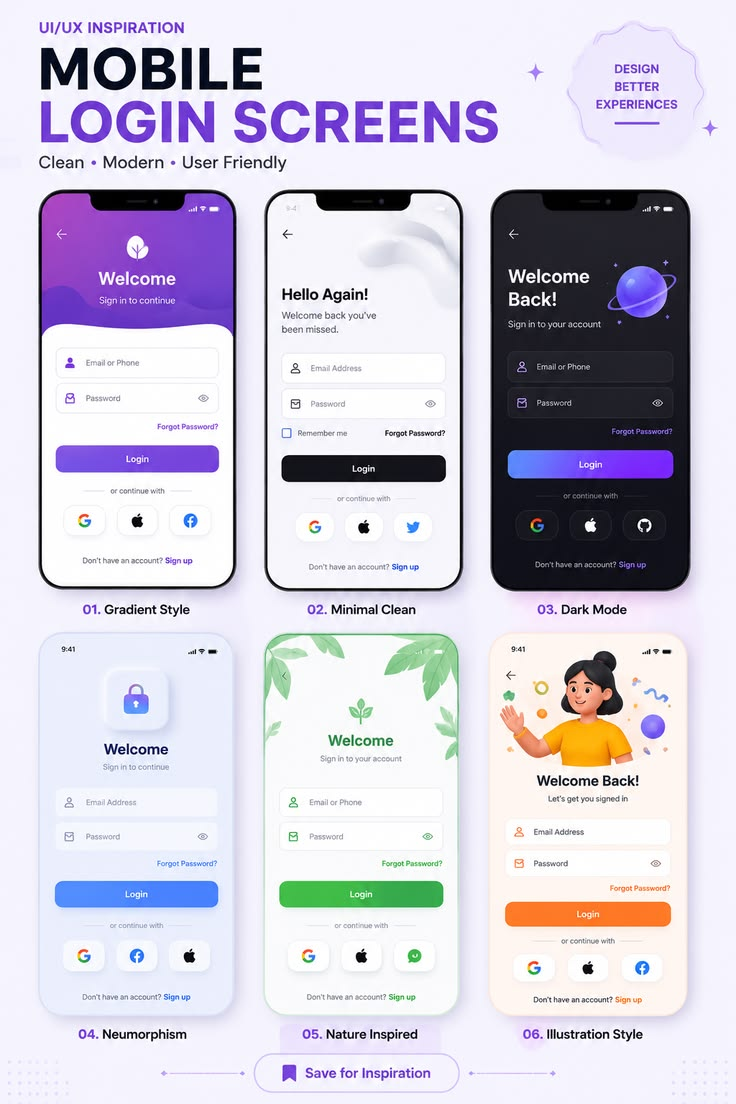 UI/UX INSPIRATION
MOBILE
LOGIN SCREENS
Clean • Modern • User Friendly
DESIGN
BETTER
EXPERIENCES
Welcome
Sign in to continue
Email or Phone
Password
Forgot Password?
Login
or continue with
Don't have an account? Sign up
01. Gradient Style
9:4
Hello Again!
Welcome back you've
been missed.
Email Address
Password
Remember me Forgot Password?
Login
or continue with
Don't have an account? Sign up
02. Minimal Clean
Welcome
Back!
Sign in to your account
Email or Phone
Password
Forgot Password?
Login
or continue with
Don't have an account? Sign up
03. Dark Mode
9:41
Welcome
Sign in to continue
Email Address
Password
Forgot Password?
Login
or continue with
Don't have an account? Sign up
04. Neumorphism
Welcome
Sign in to your account
Email or Phone
Password
Forgot Password?
Login
or continue with
Don't have an account? Sign up
05. Nature Inspired
9:41
Welcome Back!
Let's get you signed in
Email Address
Password
Forgot Password?
Login
or continue with
Don't have an account? Sign up
06. Illustration Style
Save for Inspiration